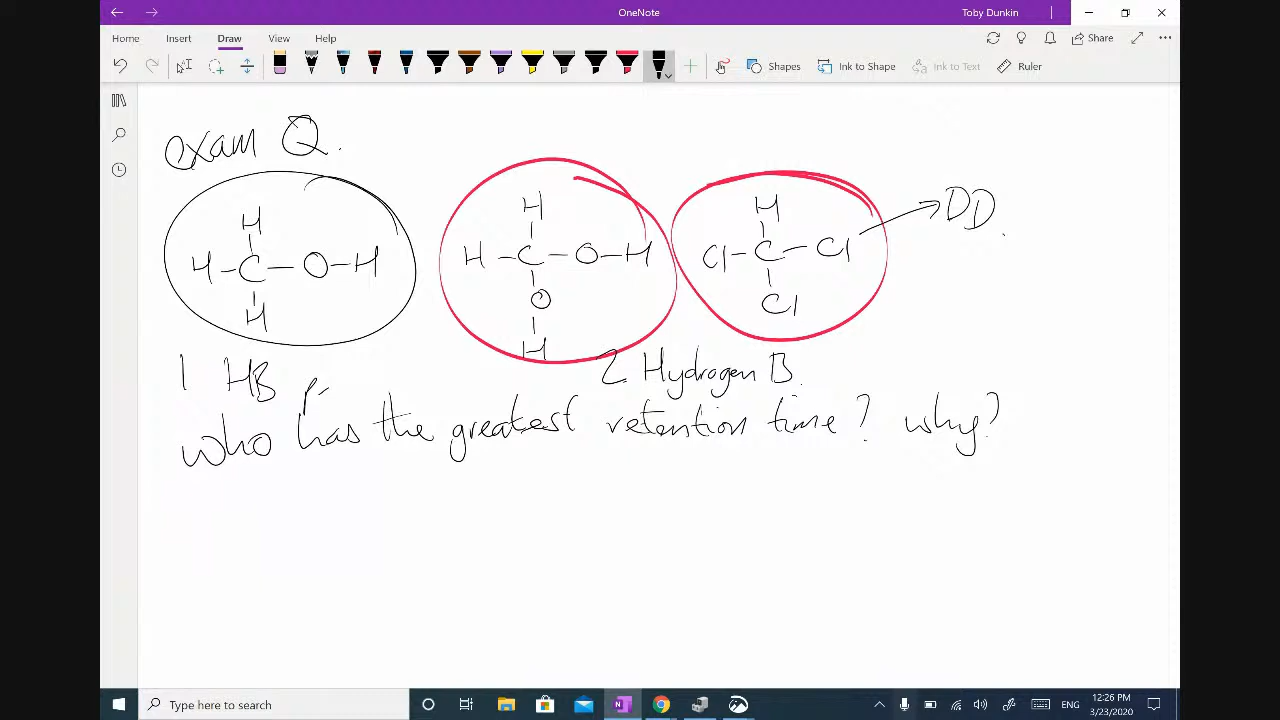 OneNote
Toby Dunkin
Home Insert Draw View Help
Share
Shapes Ink to Shape Ink to Text Ruler
exam Q.
H
H-C-O-H
H
H
H-C-O-H
O
H
H
Cl-C-Cl
Cl
DD.
1 HB
2 Hydrogen B.
who has the greatest retention time? why?
Type here to search
ENG
12:26 PM
3/23/2020